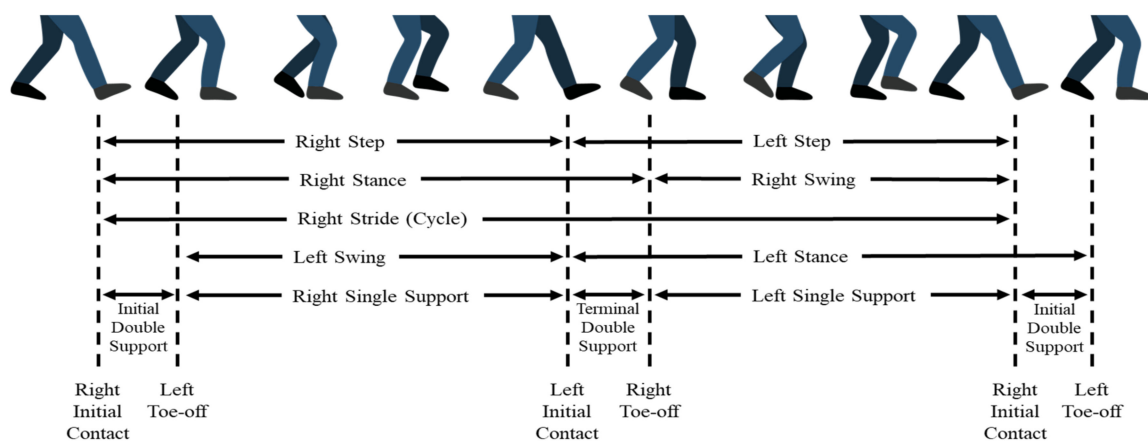 Right Step
Left Step
Right Stance
Right Swing
Right Stride (Cycle)
Left Swing
Left Stance
Right Single Support
Left Single Support
Initial
Double
Support
Terminal
Double
Support
Initial
Double
Support
Right
Initial
Contact
Left
Toe-off
Left
Initial
Contact
Right
Toe-off
Right
Initial
Contact
Left
Toe-off